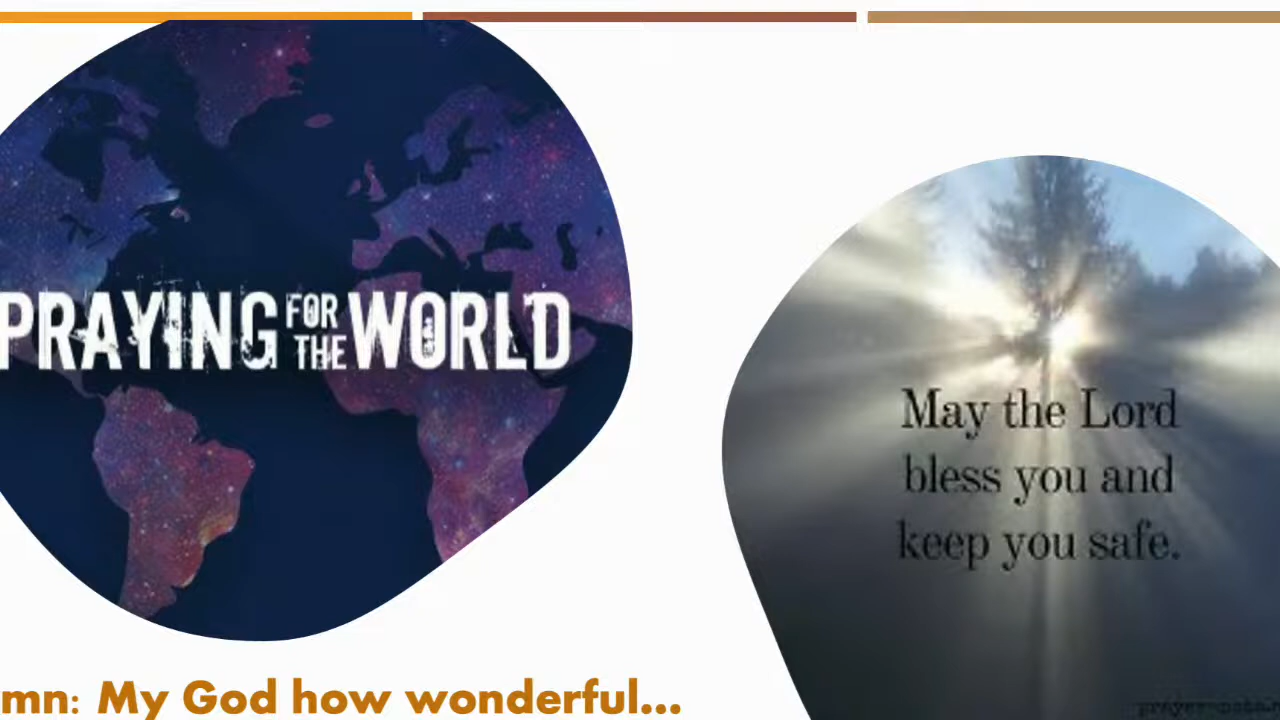 PRAYING FOR THE WORLD
May the Lord
bless you and
keep you safe.
mn: My God how wonderful...